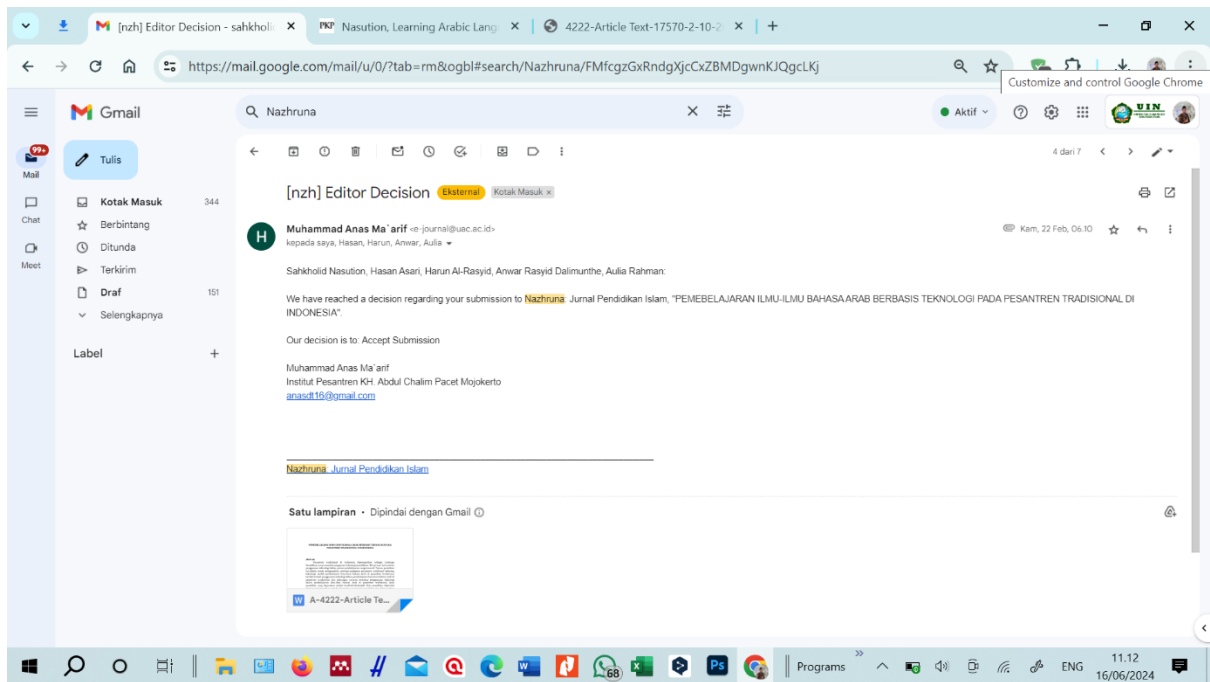 [nzh] Editor Decision - sahkholic
Nasution, Learning Arabic Lang
4222-Article Text-17570-2-10-2
https://mail.google.com/mail/u/0/?tab=rm&ogbl#search/Nazhruna/FMfcgzGxRndgXjcCxZBMDgwnKJQgcLKj
Customize and control Google Chrome
Gmail
Nazhruna
Aktif
UIN
99+
Mail
Chat
Meet
Tulis
4 dari 7
Kotak Masuk 344
Berbintang
Ditunda
Terkirim
Draf 151
Selengkapnya
Label +
[nzh] Editor Decision Eksternal Kotak Masuk ×
H
Muhammad Anas Ma`arif <e-journal@uac.ac.id>
Kam, 22 Feb, 06.10
kepada saya, Hasan, Harun, Anwar, Aulia
Sahkholid Nasution, Hasan Asari, Harun Al-Rasyid, Anwar Rasyid Dalimunthe, Aulia Rahman:
We have reached a decision regarding your submission to Nazhruna: Jurnal Pendidikan Islam, "PEMEBELAJARAN ILMU-ILMU BAHASA ARAB BERBASIS TEKNOLOGI PADA PESANTREN TRADISIONAL DI
INDONESIA".
Our decision is to: Accept Submission
Muhammad Anas Ma`arif
Institut Pesantren KH. Abdul Chalim Pacet Mojokerto
anasdt16@gmail.com
Nazhruna: Jurnal Pendidikan Islam
Satu lampiran • Dipindai dengan Gmail
W A-4222-Article Te...
68
Programs
ENG
11.12
16/06/2024